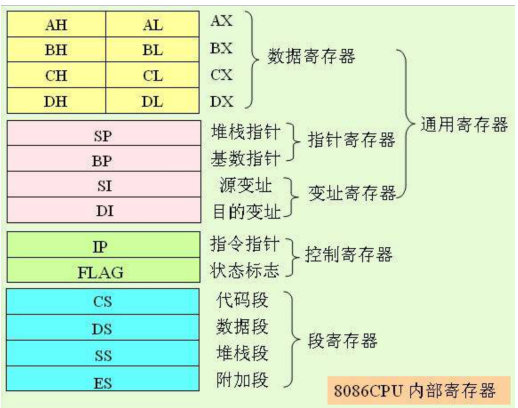 AH AL AX
BH BL BX
CH CL CX
DH DL DX
数据寄存器
SP 堆栈指针
BP 基数指针
指针寄存器
SI 源变址
DI 目的变址
变址寄存器
通用寄存器
IP 指令指针
FLAG 状态标志
控制寄存器
CS 代码段
DS 数据段
SS 堆栈段
ES 附加段
段寄存器
8086CPU 内部寄存器